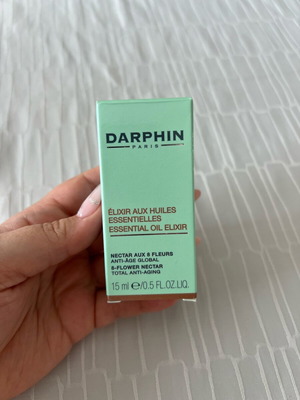 DARPHIN
PARIS
ÉLIXIR AUX HUILES
ESSENTIELLES
ESSENTIAL OIL ELIXIR
NECTAR AUX 8 FLEURS
ANTI-ÂGE GLOBAL
8-FLOWER NECTAR
TOTAL ANTI-AGING
15 ml ℮/0.5 FL.OZ.LIQ.